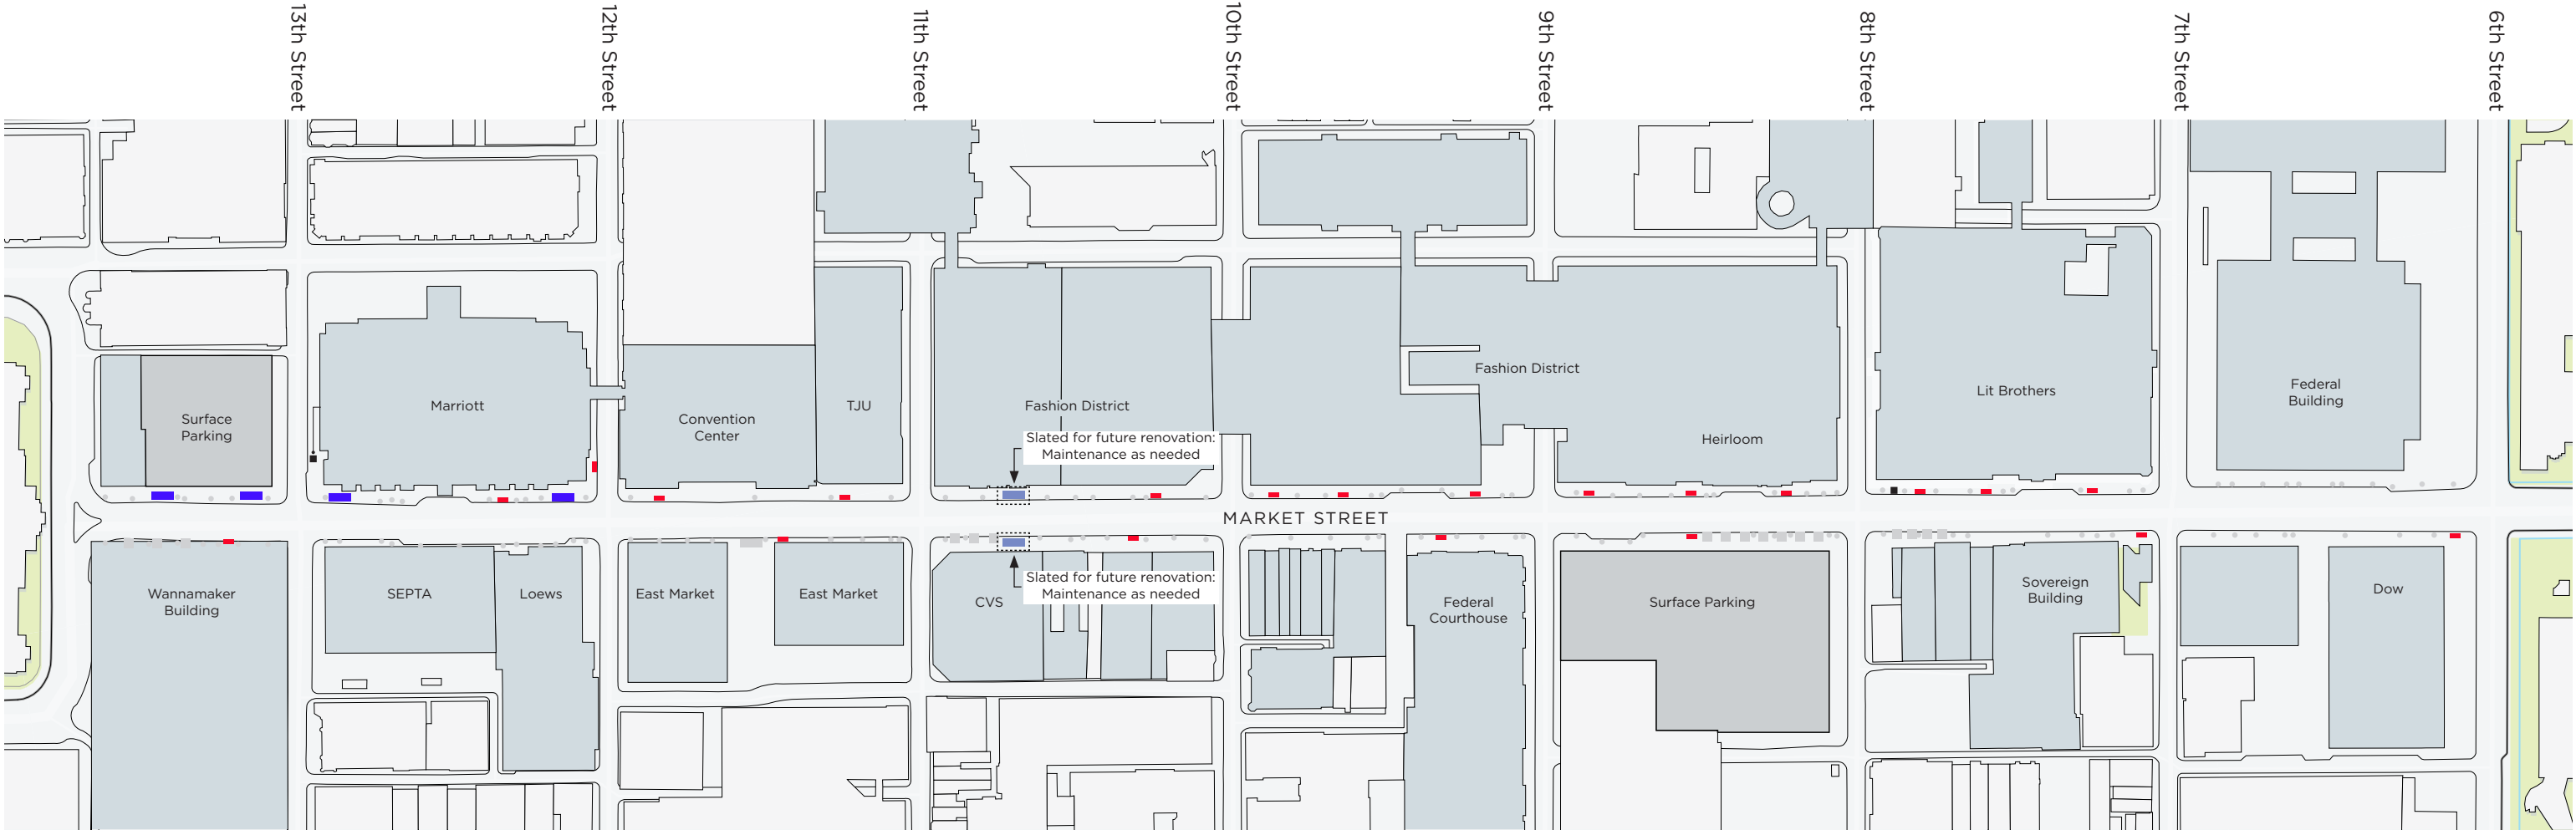 13th Street
12th Street
11th Street
10th Street
9th Street
8th Street
7th Street
6th Street
Surface
Parking
Marriott
Convention
Center
TJU
Fashion District
Slated for future renovation:
Maintenance as needed
Fashion District
Heirloom
Lit Brothers
Federal
Building
MARKET STREET
Wannamaker
Building
SEPTA
Loews
East Market
East Market
CVS
Slated for future renovation:
Maintenance as needed
Federal
Courthouse
Surface Parking
Sovereign
Building
Dow